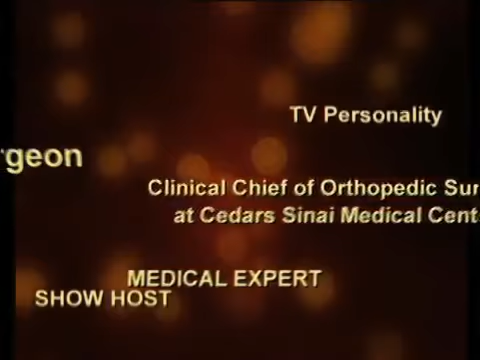 TV Personality
rgeon
Clinical Chief of Orthopedic Sur
at Cedars Sinai Medical Cent
MEDICAL EXPERT
SHOW HOST